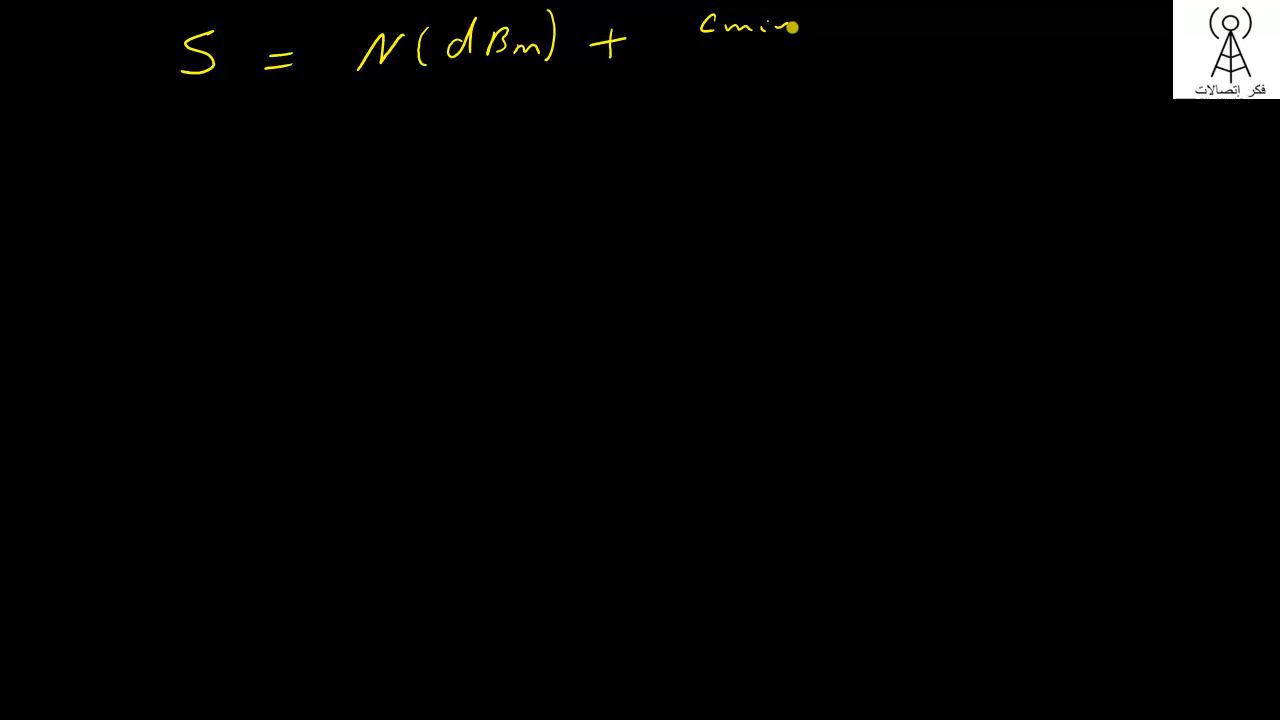 S = N(dBm) + Cmin
فكر إتصالات